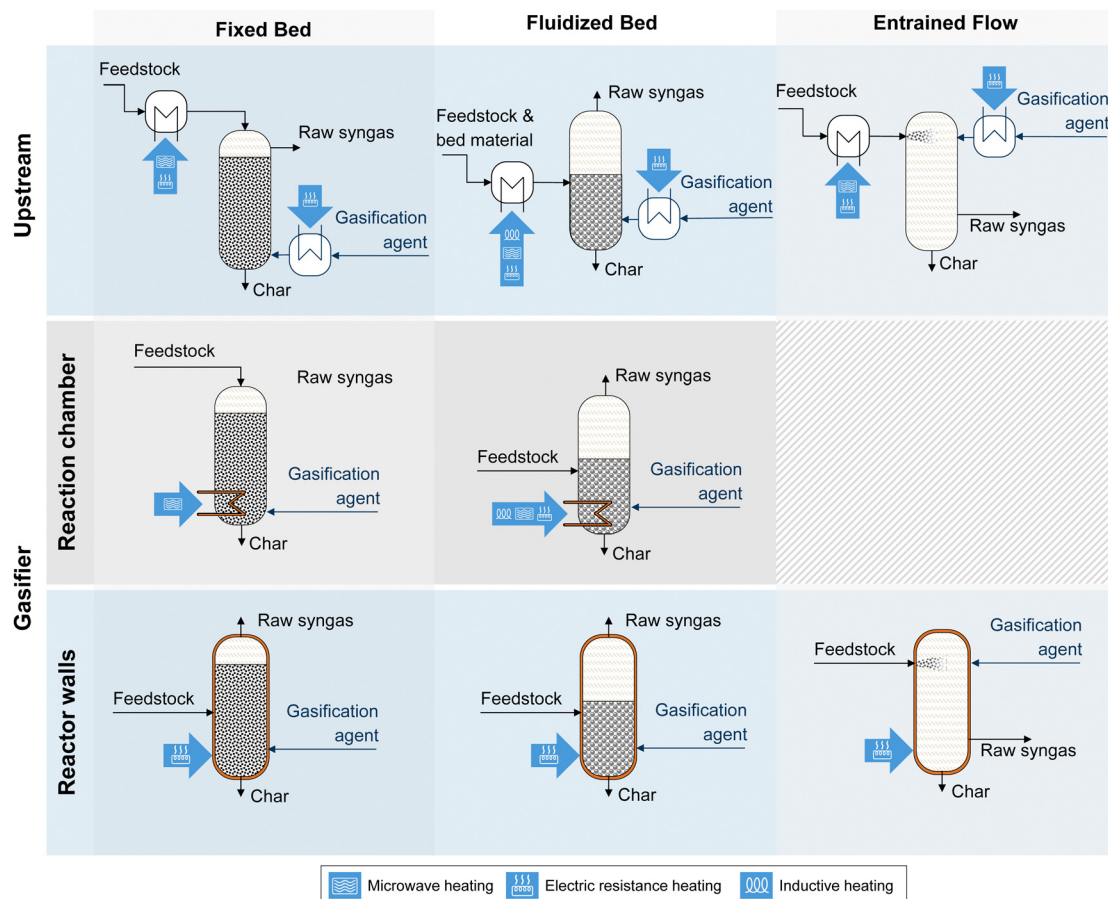 Fixed Bed
Fluidized Bed
Entrained Flow
Gasifier
Upstream
Feedstock
Raw syngas
Gasification
agent
Char
Raw syngas
Feedstock &
bed material
Gasification
agent
Char
Feedstock
Gasification
agent
Raw syngas
Char
Reaction chamber
Feedstock
Raw syngas
Gasification
agent
Char
Raw syngas
Feedstock
Gasification
agent
Char
Reactor walls
Raw syngas
Feedstock
Gasification
agent
Char
Raw syngas
Feedstock
Gasification
agent
Char
Feedstock
Gasification
agent
Raw syngas
Char
Microwave heating
Electric resistance heating
Inductive heating